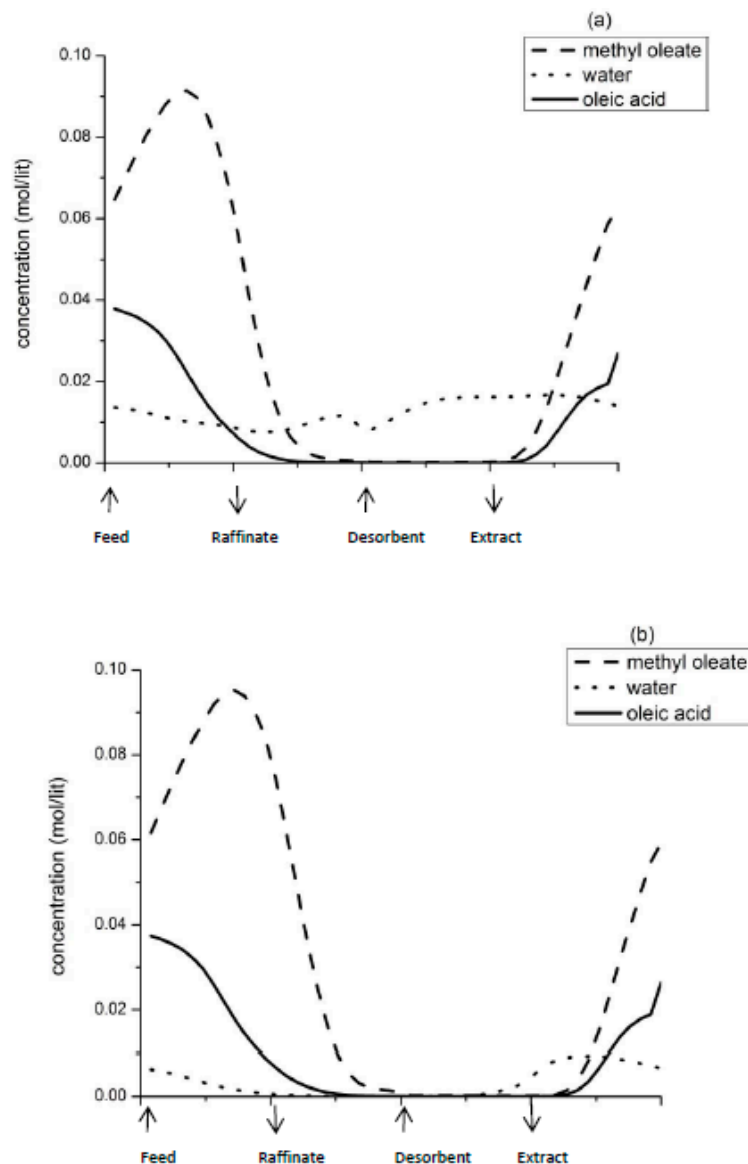 (a)
methyl oleate
water
oleic acid
0.10
0.08
0.06
0.04
0.02
0.00
concentration (mol/lit)
Feed Raffinate Desorbent Extract
(b)
methyl oleate
water
oleic acid
0.10
0.08
0.06
0.04
0.02
0.00
concentration (mol/lit)
Feed Raffinate Desorbent Extract